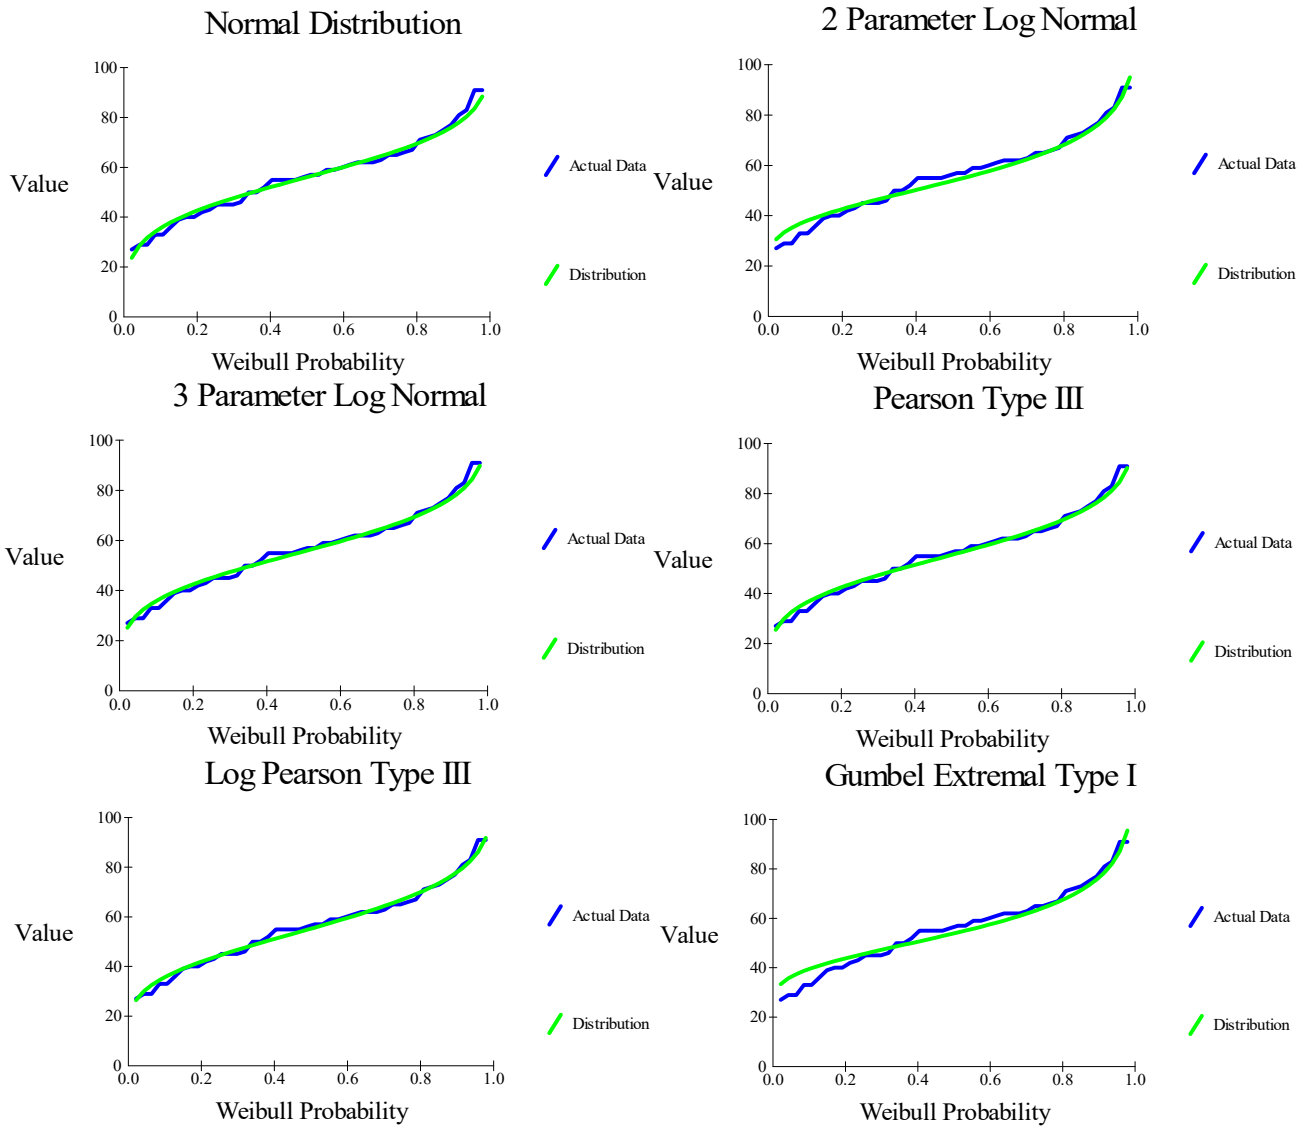 Normal Distribution
100
80
60
40
20
0
0.0 0.2 0.4 0.6 0.8 1.0
Value
Weibull Probability
Actual Data
Distribution
2 Parameter Log Normal
100
80
60
40
20
0
0.0 0.2 0.4 0.6 0.8 1.0
Value
Weibull Probability
Actual Data
Distribution
3 Parameter Log Normal
100
80
60
40
20
0
0.0 0.2 0.4 0.6 0.8 1.0
Value
Weibull Probability
Actual Data
Distribution
Pearson Type III
100
80
60
40
20
0
0.0 0.2 0.4 0.6 0.8 1.0
Value
Weibull Probability
Actual Data
Distribution
Log Pearson Type III
100
80
60
40
20
0
0.0 0.2 0.4 0.6 0.8 1.0
Value
Weibull Probability
Actual Data
Distribution
Gumbel Extremal Type I
100
80
60
40
20
0
0.0 0.2 0.4 0.6 0.8 1.0
Value
Weibull Probability
Actual Data
Distribution